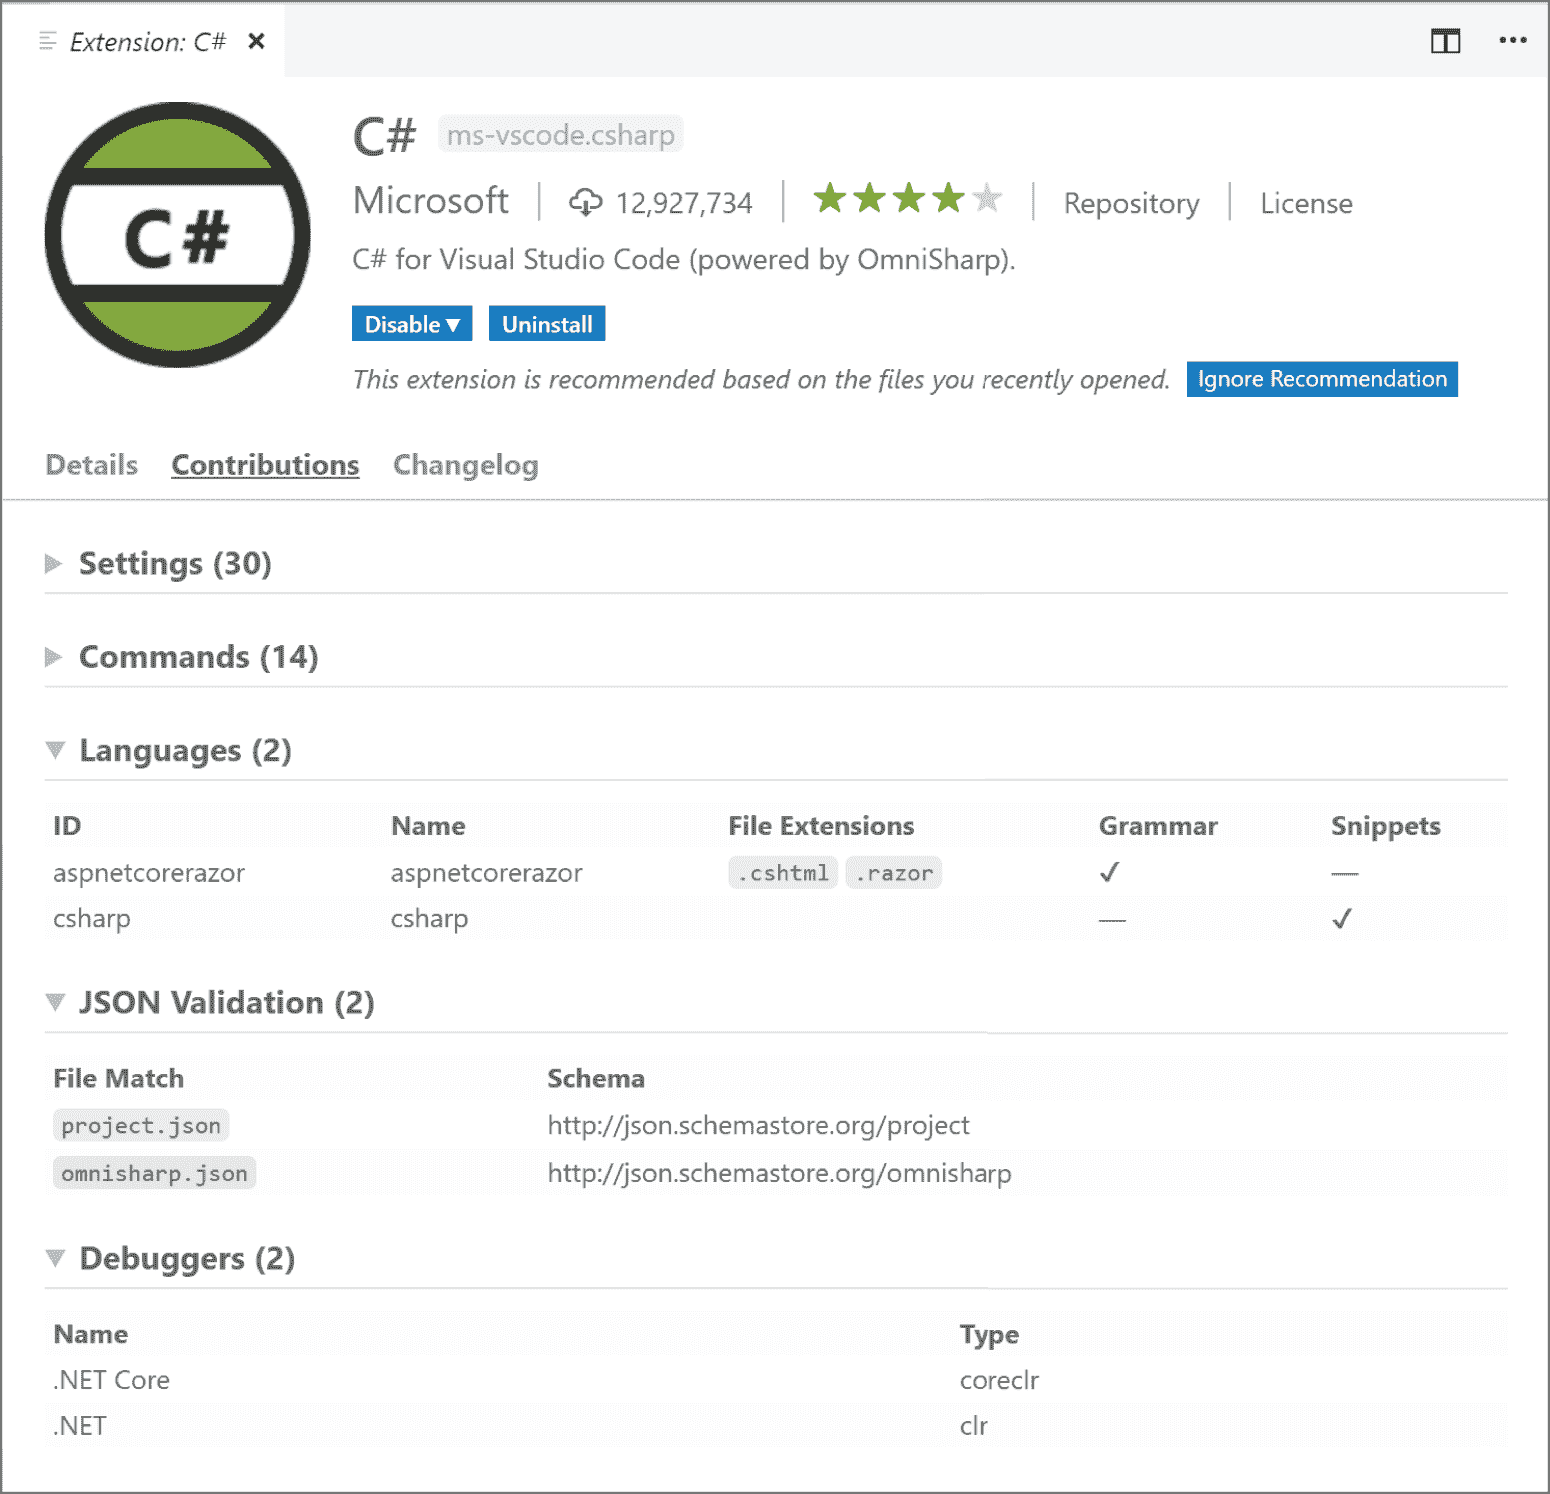 Extension: C#
C#
C# ms-vscode.csharp
Microsoft 12,927,734 Repository License
C# for Visual Studio Code (powered by OmniSharp).
Disable Uninstall
This extension is recommended based on the files you recently opened. Ignore Recommendation
Details Contributions Changelog
Settings (30)
Commands (14)
Languages (2)
ID Name File Extensions Grammar Snippets
aspnetcorerazor aspnetcorerazor .cshtml .razor ✓ —
csharp csharp — ✓
JSON Validation (2)
File Match Schema
project.json http://json.schemastore.org/project
omnisharp.json http://json.schemastore.org/omnisharp
Debuggers (2)
Name Type
.NET Core coreclr
.NET clr